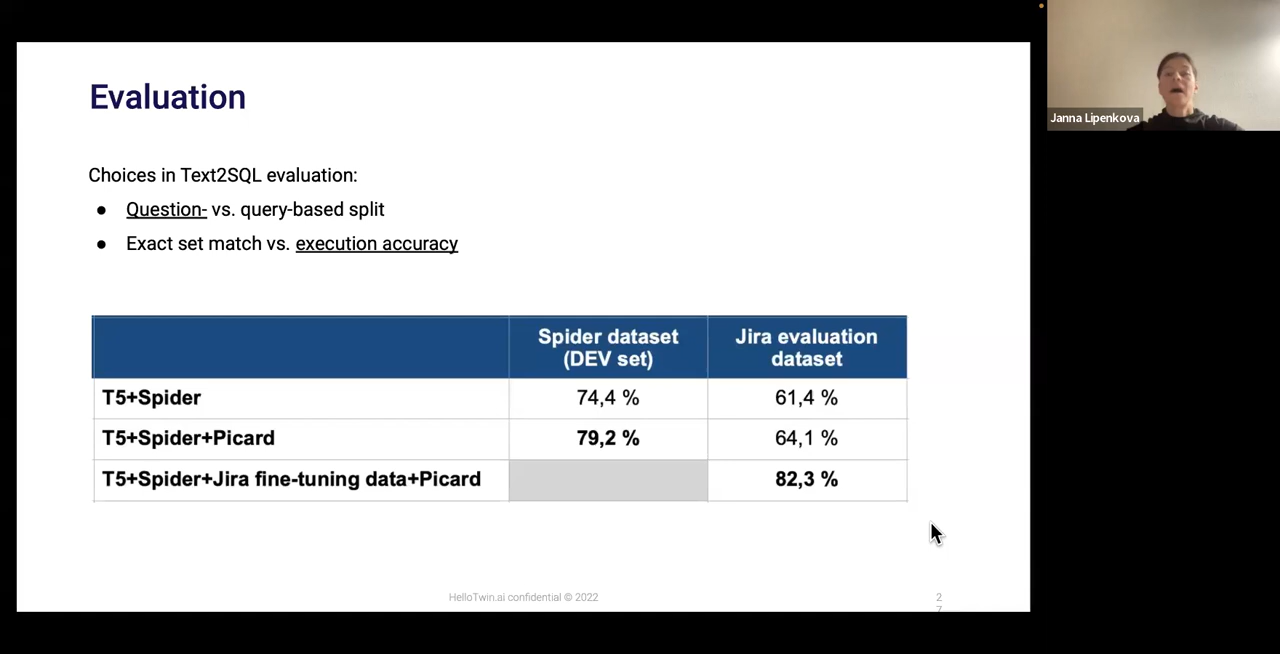 Evaluation
Janna Lipenkova
Choices in Text2SQL evaluation:
● Question- vs. query-based split
● Exact set match vs. execution accuracy
Spider dataset (DEV set) Jira evaluation dataset
T5+Spider 74,4 % 61,4 %
T5+Spider+Picard 79,2 % 64,1 %
T5+Spider+Jira fine-tuning data+Picard 82,3 %
HelloTwin.ai confidential © 2022
2
7